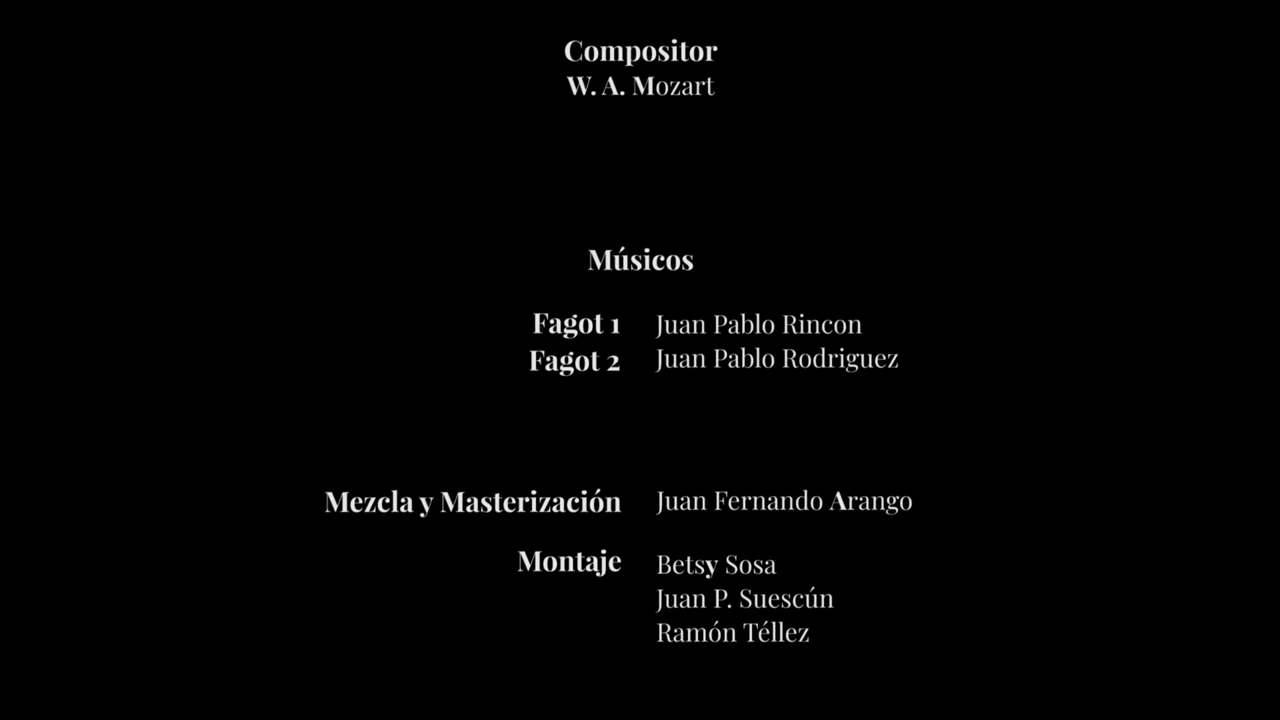 Compositor
W. A. Mozart
Músicos
Fagot 1 Juan Pablo Rincon
Fagot 2 Juan Pablo Rodriguez
Mezcla y Masterización Juan Fernando Arango
Montaje Betsy Sosa
Juan P. Suescún
Ramón Téllez